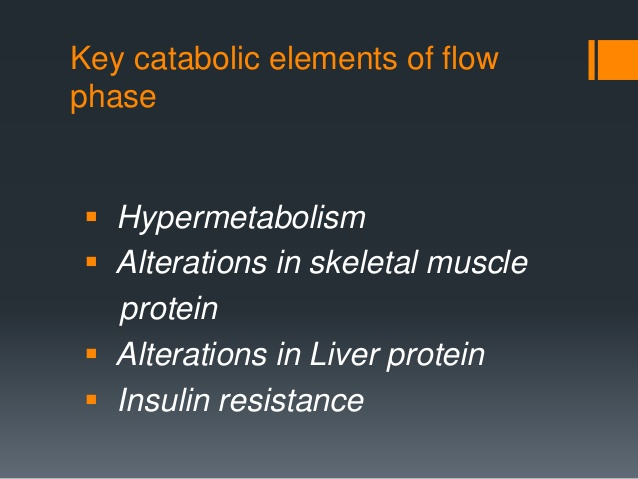 Key catabolic elements of flow
phase
▪ Hypermetabolism
▪ Alterations in skeletal muscle
protein
▪ Alterations in Liver protein
▪ Insulin resistance